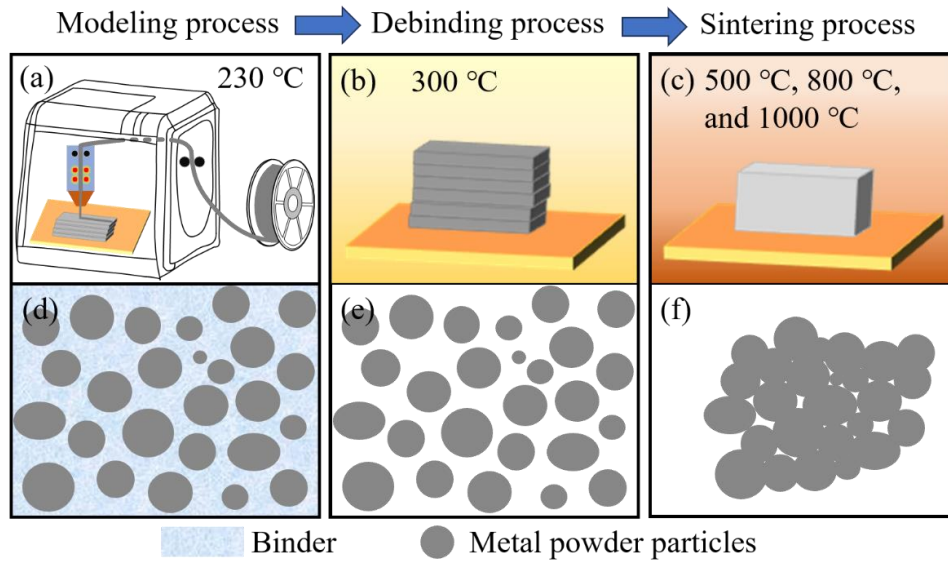 Modeling process
Debinding process
Sintering process
(a)
230 °C
(b)
300 °C
(c)
500 °C, 800 °C,
and 1000 °C
(d)
(e)
(f)
Binder
Metal powder particles